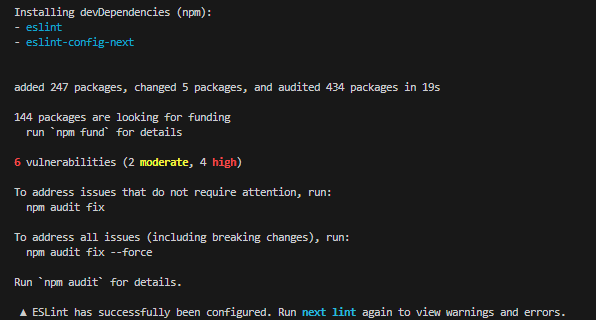 Installing devDependencies (npm):
- eslint
- eslint-config-next
added 247 packages, changed 5 packages, and audited 434 packages in 19s
144 packages are looking for funding
run `npm fund` for details
6 vulnerabilities (2 moderate, 4 high)
To address issues that do not require attention, run:
npm audit fix
To address all issues (including breaking changes), run:
npm audit fix --force
Run `npm audit` for details.
▲ ESLint has successfully been configured. Run next lint again to view warnings and errors.